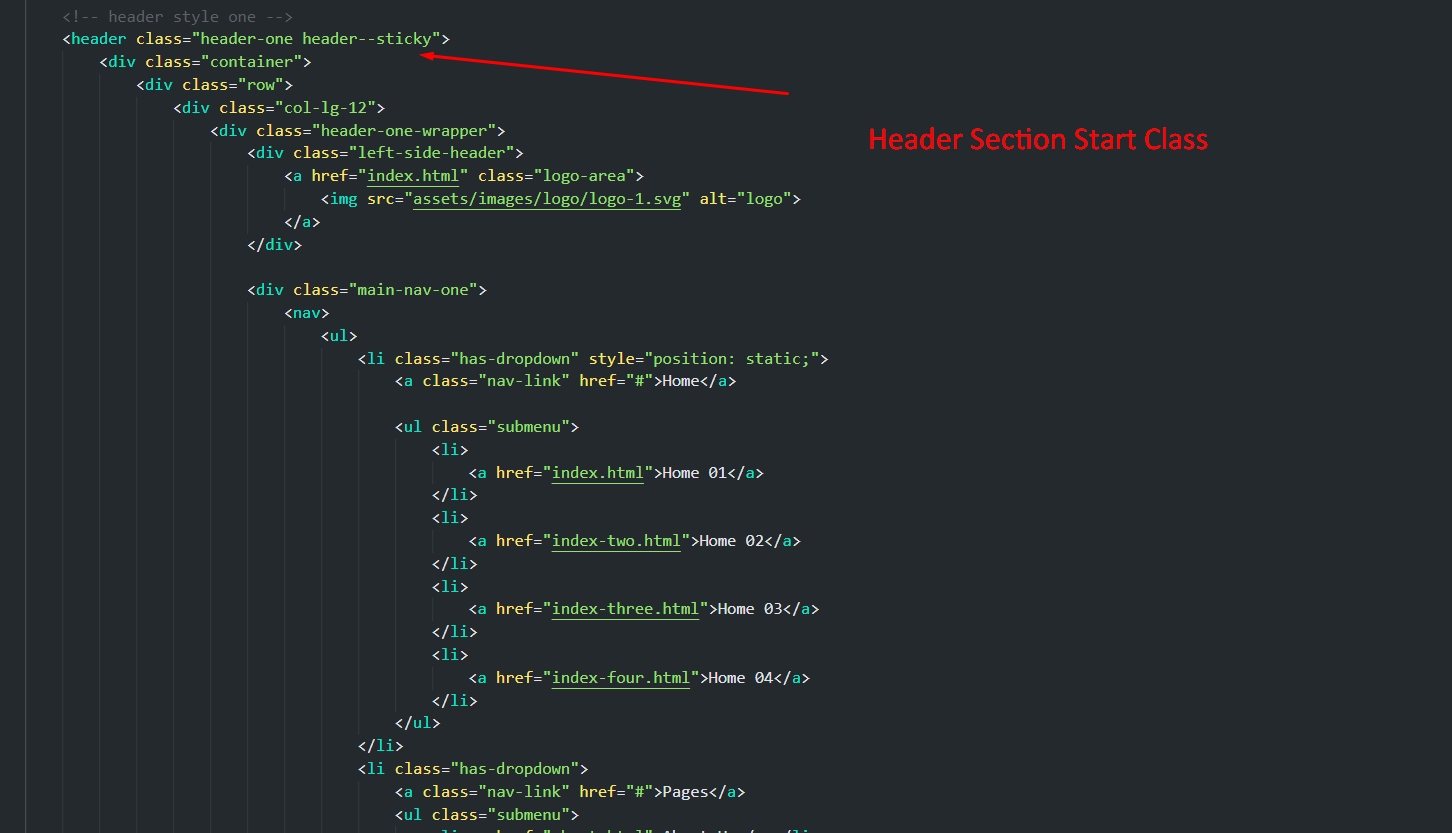 <!-- header style one -->
<header class="header-one header--sticky">
<div class="container">
<div class="row">
<div class="col-lg-12">
<div class="header-one-wrapper">
Header Section Start Class
<div class="left-side-header">
<a href="index.html" class="logo-area">
<img src="assets/images/logo/logo-1.svg" alt="logo">
</a>
</div>
<div class="main-nav-one">
<nav>
<ul>
<li class="has-dropdown" style="position: static;">
<a class="nav-link" href="#">Home</a>
<ul class="submenu">
<li>
<a href="index.html">Home 01</a>
</li>
<li>
<a href="index-two.html">Home 02</a>
</li>
<li>
<a href="index-three.html">Home 03</a>
</li>
<li>
<a href="index-four.html">Home 04</a>
</li>
</ul>
</li>
<li class="has-dropdown">
<a class="nav-link" href="#">Pages</a>
<ul class="submenu">